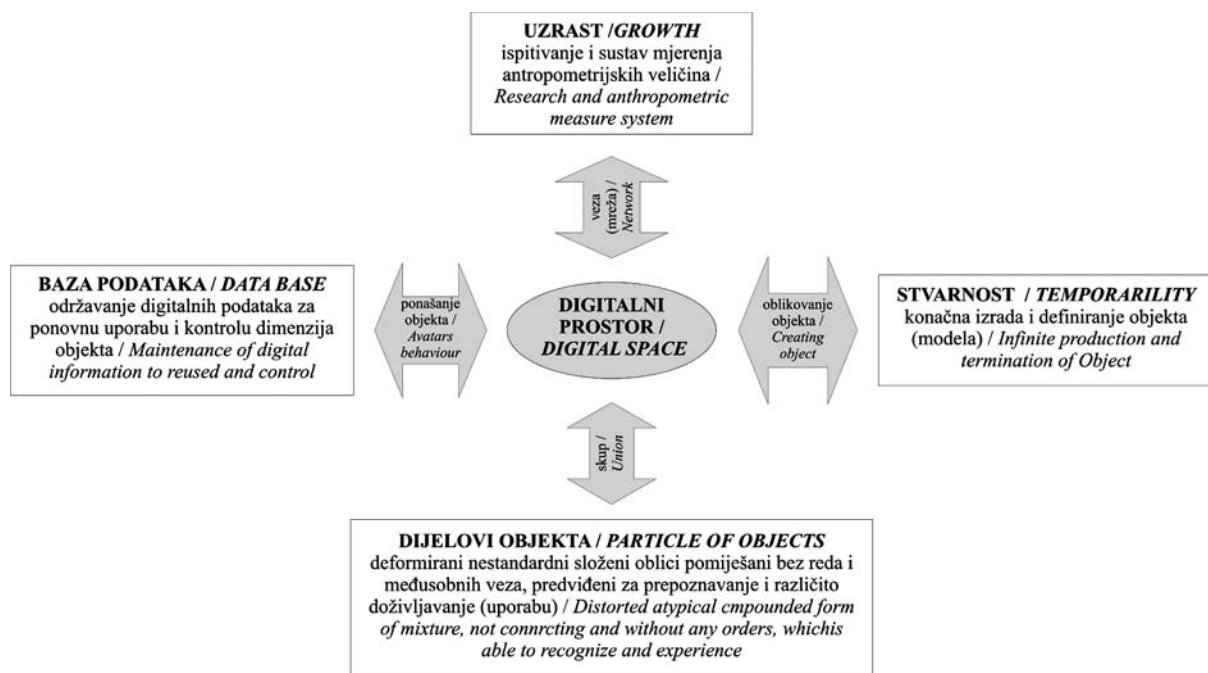 UZRAST /GROWTH
ispitivanje i sustav mjerenja
antropometrijskih veličina /
Research and anthropometric
measure system
veza
(mreža) /
Network
BAZA PODATAKA / DATA BASE
održavanje digitalnih podataka za
ponovnu uporabu i kontrolu dimenzija
objekta / Maintenance of digital
information to reused and control
ponašanje
objekta /
Avatars
behaviour
DIGITALNI
PROSTOR /
DIGITAL SPACE
oblikovanje
objekta /
Creating
object
STVARNOST / TEMPORARILITY
konačna izrada i definiranje objekta
(modela) / Infinite production and
termination of Object
skup /
Union
DIJELOVI OBJEKTA / PARTICLE OF OBJECTS
deformirani nestandardni složeni oblici pomiješani bez reda i
međusobnih veza, predviđeni za prepoznavanje i različito
doživljavanje (uporabu) / Distorted atypical cmpounded form
of mixture, not connrcting and without any orders, whichis
able to recognize and experience